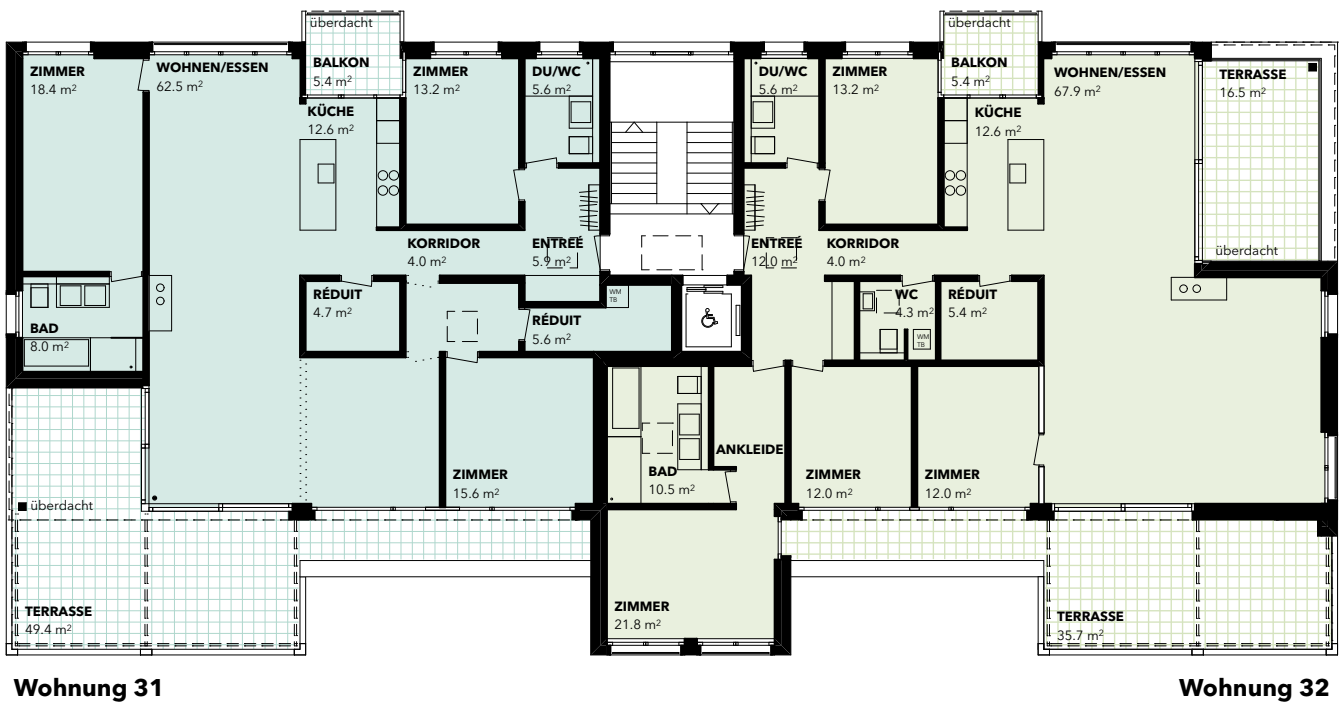 überdacht
ZIMMER
18.4 m²
WOHNEN/ESSEN
62.5 m²
BALKON
5.4 m²
KÜCHE
12.6 m²
ZIMMER
13.2 m²
DU/WC
5.6 m²
KORRIDOR
4.0 m²
ENTREÉ
5.9 m²
RÉDUIT
4.7 m²
RÉDUIT
5.6 m²
WM
TB
BAD
8.0 m²
ZIMMER
15.6 m²
überdacht
TERRASSE
49.4 m²
überdacht
DU/WC
5.6 m²
ZIMMER
13.2 m²
BALKON
5.4 m²
KÜCHE
12.6 m²
WOHNEN/ESSEN
67.9 m²
TERRASSE
16.5 m²
überdacht
ENTREÉ
12.0 m²
KORRIDOR
4.0 m²
WC
4.3 m²
WM
TB
RÉDUIT
5.4 m²
BAD
10.5 m²
ANKLEIDE
ZIMMER
12.0 m²
ZIMMER
12.0 m²
ZIMMER
21.8 m²
TERRASSE
35.7 m²
Wohnung 31
Wohnung 32